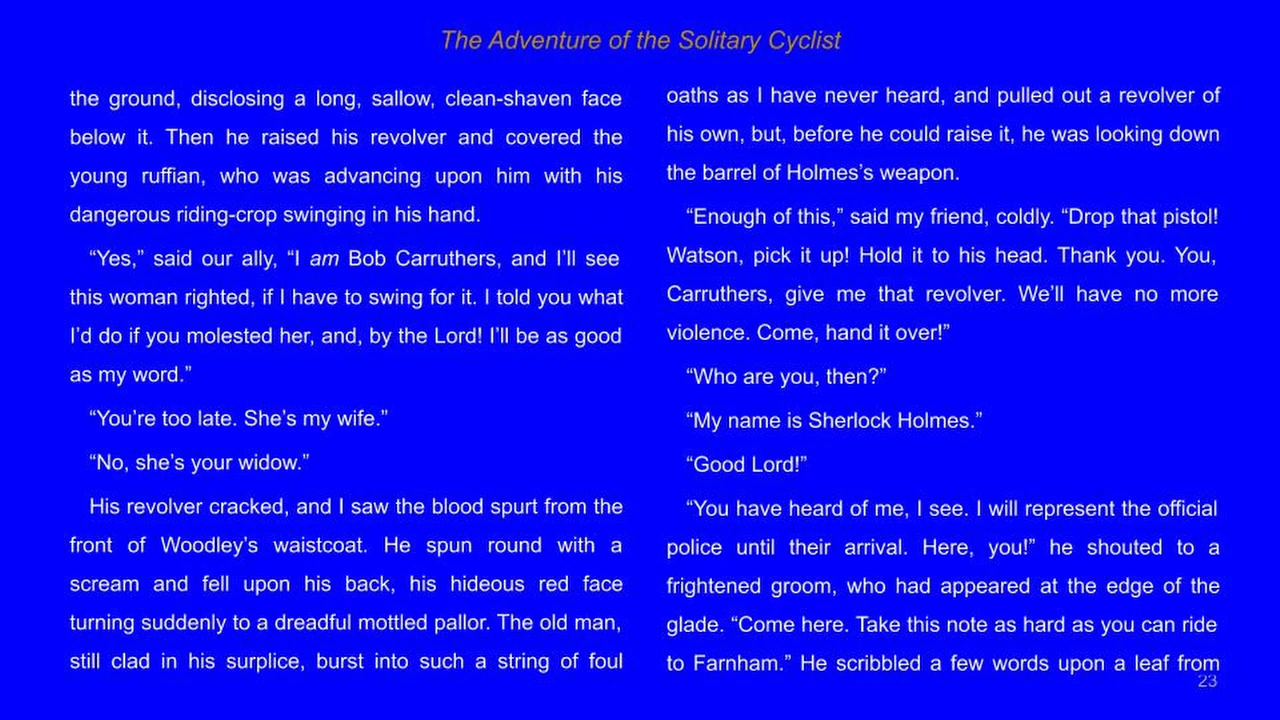 The Adventure of the Solitary Cyclist
the ground, disclosing a long, sallow, clean-shaven face
below it. Then he raised his revolver and covered the
young ruffian, who was advancing upon him with his
dangerous riding-crop swinging in his hand.
“Yes,” said our ally, “I am Bob Carruthers, and I’ll see
this woman righted, if I have to swing for it. I told you what
I’d do if you molested her, and, by the Lord! I’ll be as good
as my word.”
“You’re too late. She’s my wife.”
“No, she’s your widow.”
His revolver cracked, and I saw the blood spurt from the
front of Woodley’s waistcoat. He spun round with a
scream and fell upon his back, his hideous red face
turning suddenly to a dreadful mottled pallor. The old man,
still clad in his surplice, burst into such a string of foul
oaths as I have never heard, and pulled out a revolver of
his own, but, before he could raise it, he was looking down
the barrel of Holmes’s weapon.
“Enough of this,” said my friend, coldly. “Drop that pistol!
Watson, pick it up! Hold it to his head. Thank you. You,
Carruthers, give me that revolver. We’ll have no more
violence. Come, hand it over!”
“Who are you, then?”
“My name is Sherlock Holmes.”
“Good Lord!”
“You have heard of me, I see. I will represent the official
police until their arrival. Here, you!” he shouted to a
frightened groom, who had appeared at the edge of the
glade. “Come here. Take this note as hard as you can ride
to Farnham.” He scribbled a few words upon a leaf from
23